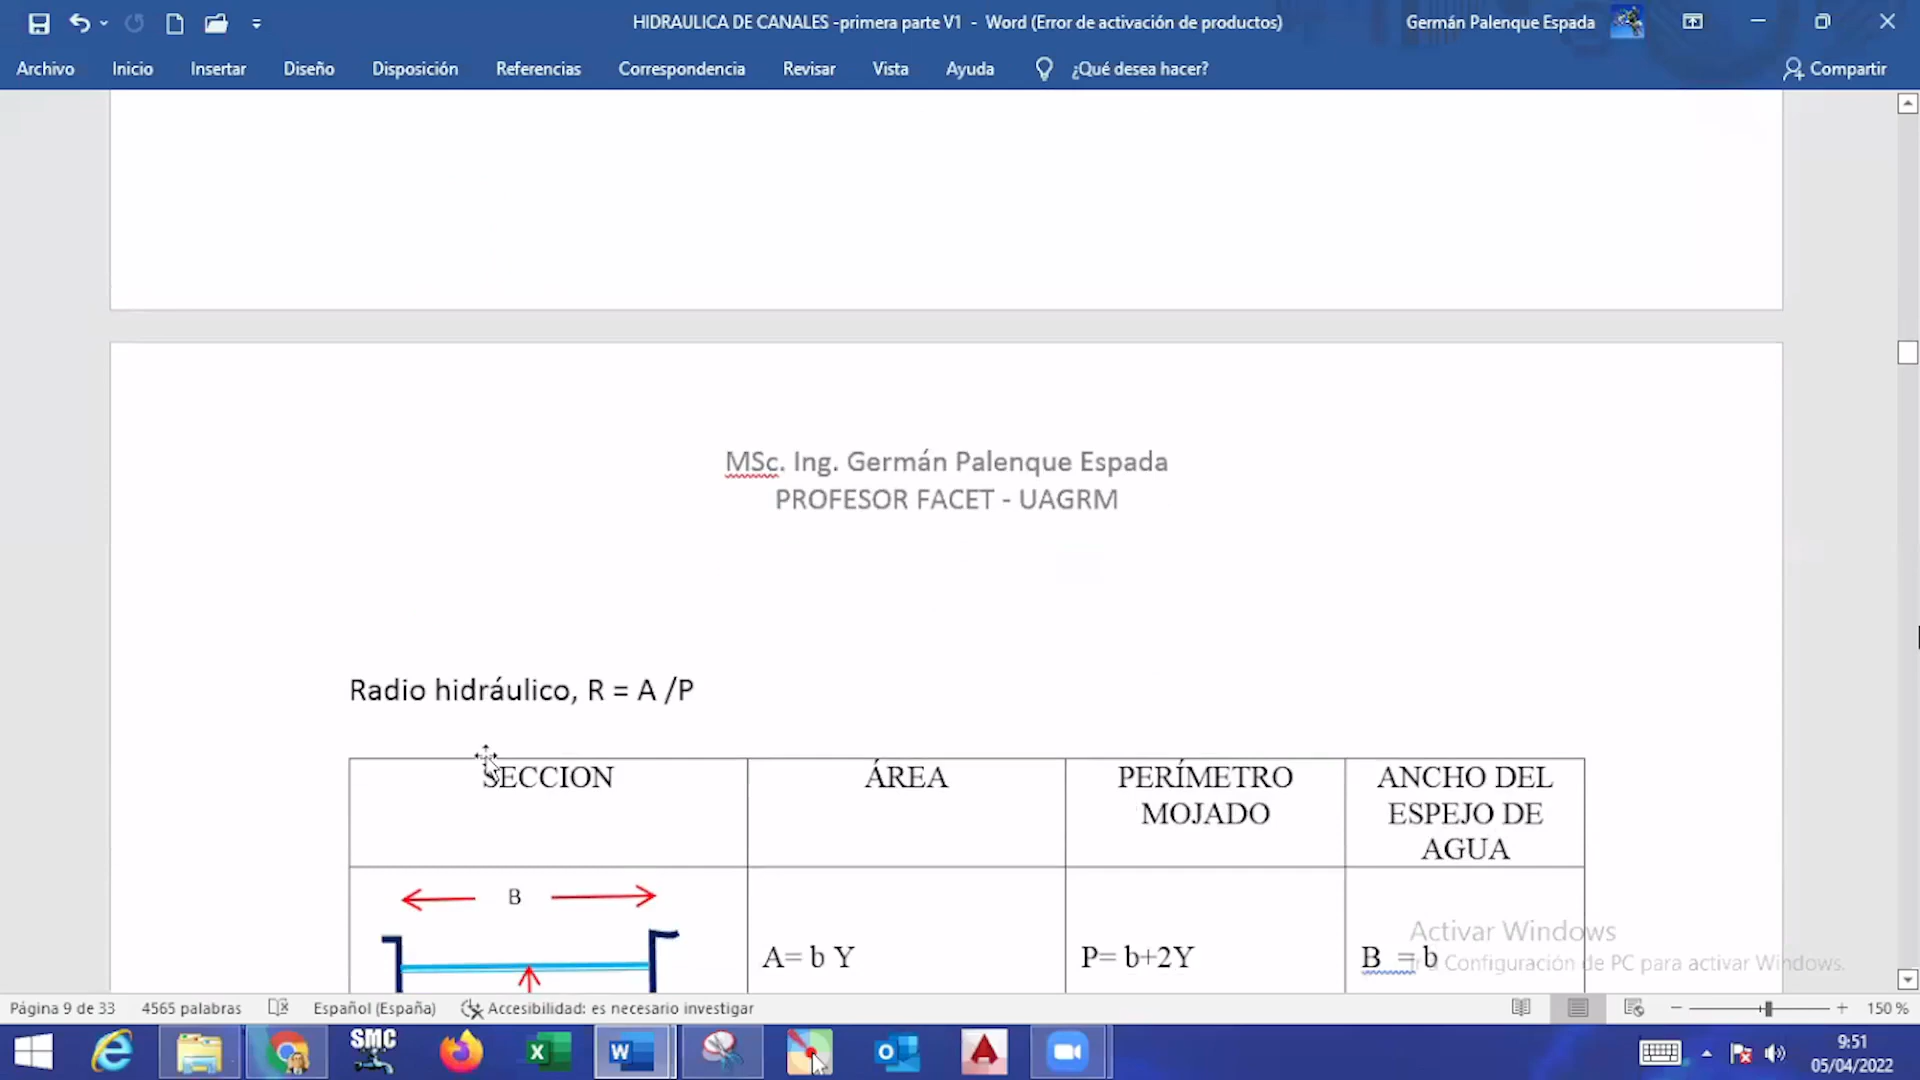 HIDRAULICA DE CANALES -primera parte V1 - Word (Error de activación de productos)
Germán Palenque Espada
Archivo Inicio Insertar Diseño Disposición Referencias Correspondencia Revisar Vista Ayuda ¿Qué desea hacer? Compartir
MSc. Ing. Germán Palenque Espada
PROFESOR FACET - UAGRM
Radio hidráulico, R = A /P
SECCION
ÁREA
PERÍMETRO
MOJADO
ANCHO DEL
ESPEJO DE
AGUA
B
A= b Y
P= b+2Y
B = b
Activar Windows
Configuración de PC para activar Windows.
Página 9 de 33 4565 palabras Español (España) Accesibilidad: es necesario investigar 150 %
SMC
9:51
05/04/2022